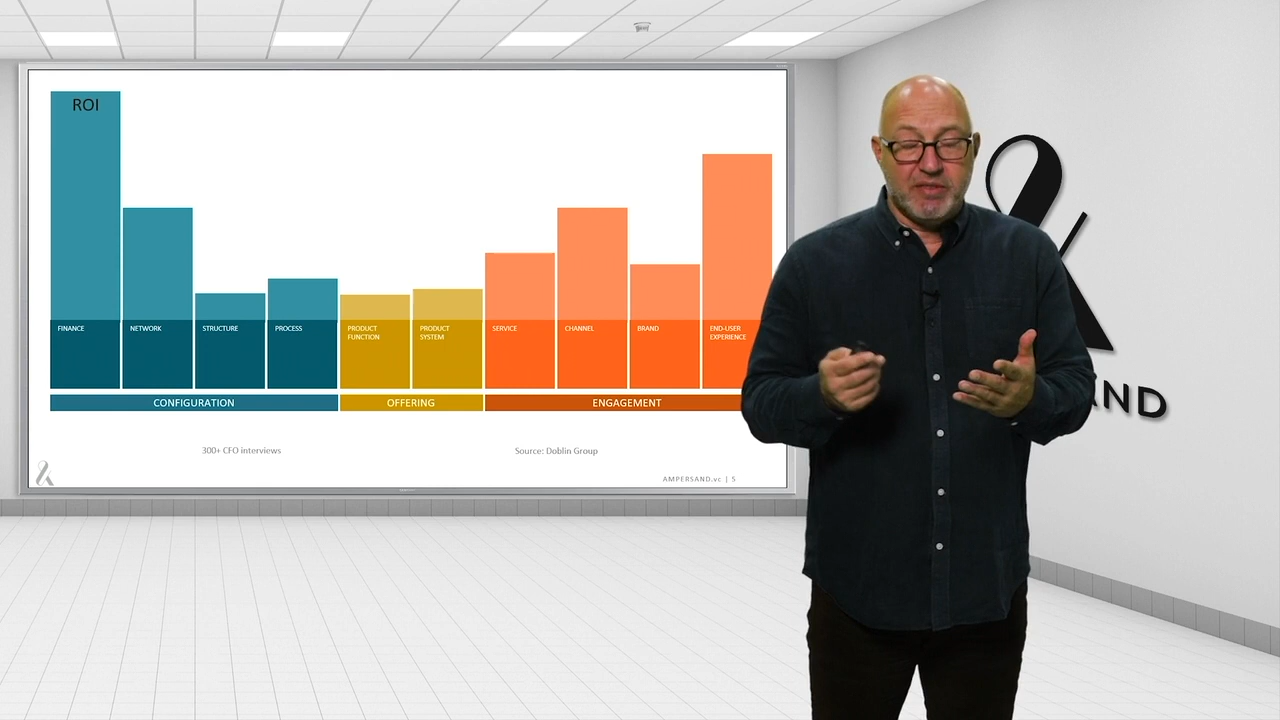 ROI
FINANCE
NETWORK
STRUCTURE
PROCESS
PRODUCT
FUNCTION
PRODUCT
SYSTEM
SERVICE
CHANNEL
BRAND
END-USER
EXPERIENCE
CONFIGURATION
OFFERING
ENGAGEMENT
300+ CFO interviews
Source: Doblin Group
AMPERSAND.vc | 5
AND